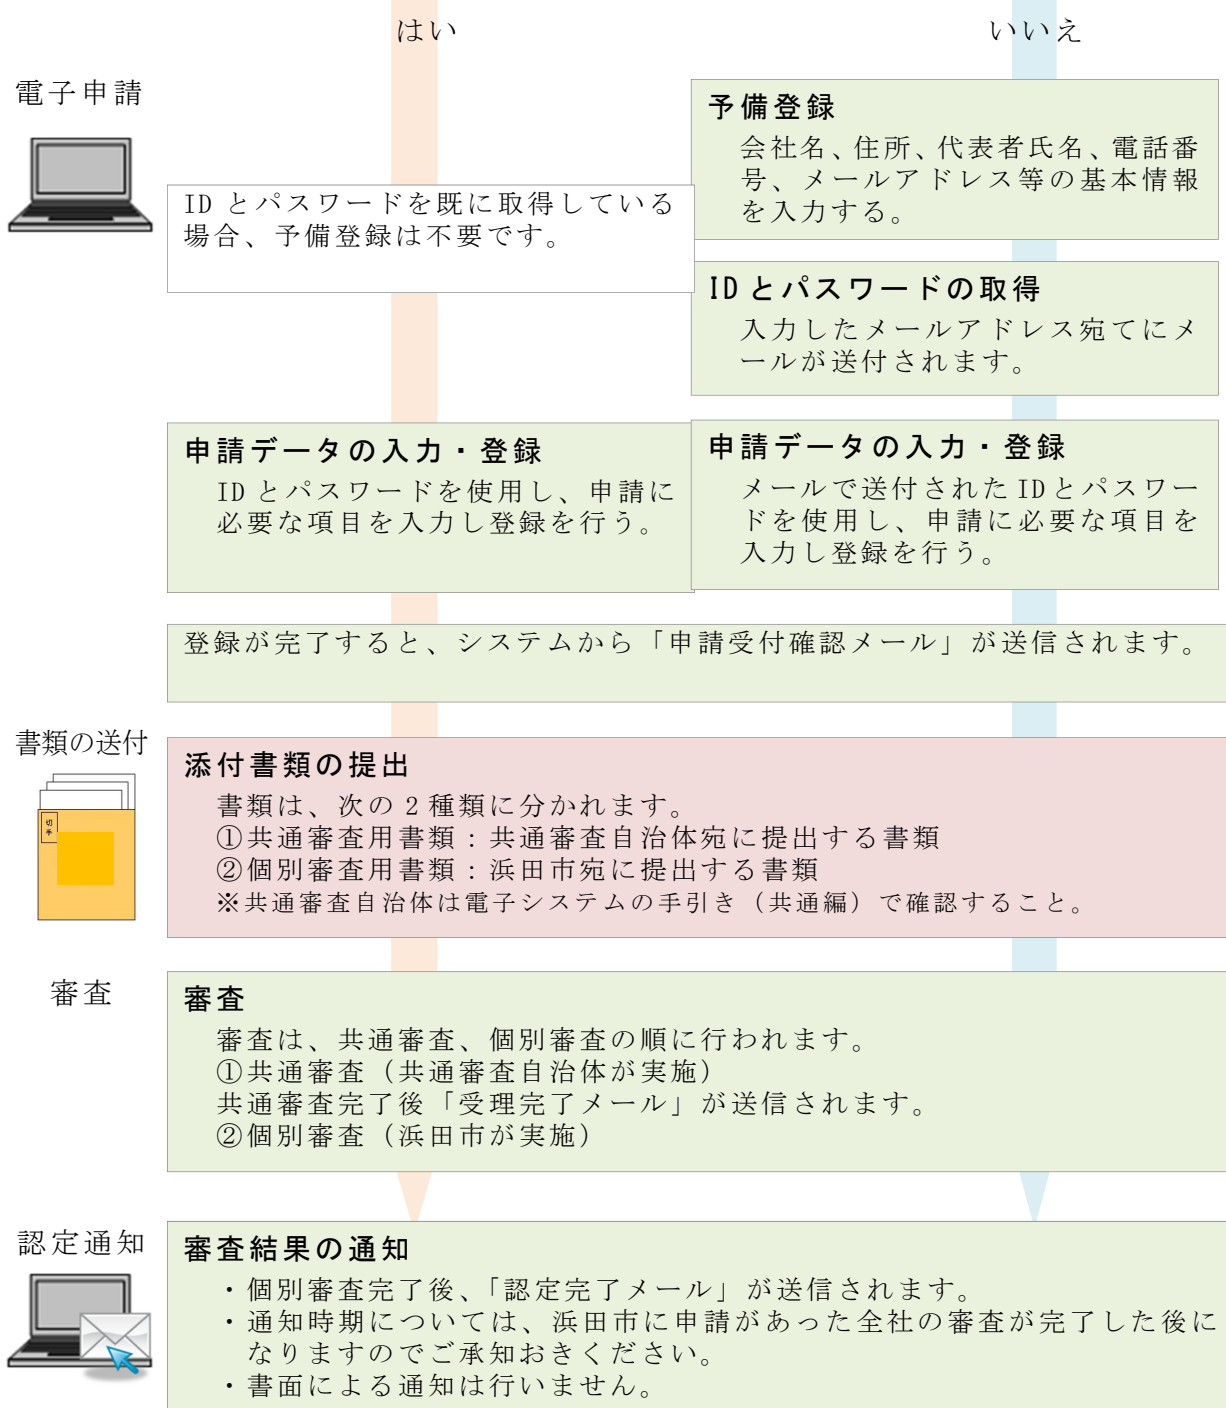 はい
いいえ
電子申請
予備登録
会社名、住所、代表者氏名、電話番
号、メールアドレス等の基本情報
を入力する。
IDとパスワードを既に取得している
場合、予備登録は不要です。
IDとパスワードの取得
入力したメールアドレス宛てにメ
ールが送付されます。
申請データの入力・登録
IDとパスワードを使用し、申請に
必要な項目を入力し登録を行う。
申請データの入力・登録
メールで送付されたIDとパスワー
ドを使用し、申請に必要な項目を
入力し登録を行う。
登録が完了すると、システムから「申請受付確認メール」が送信されます。
書類の送付
切手
添付書類の提出
書類は、次の2種類に分かれます。
①共通審査用書類：共通審査自治体宛に提出する書類
②個別審査用書類：浜田市宛に提出する書類
※共通審査自治体は電子システムの手引き（共通編）で確認すること。
審査
審査
審査は、共通審査、個別審査の順に行われます。
①共通審査（共通審査自治体が実施）
共通審査完了後「受理完了メール」が送信されます。
②個別審査（浜田市が実施）
認定通知
審査結果の通知
・個別審査完了後、「認定完了メール」が送信されます。
・通知時期については、浜田市に申請があった全社の審査が完了した後に
なりますのでご承知おきください。
・書面による通知は行いません。